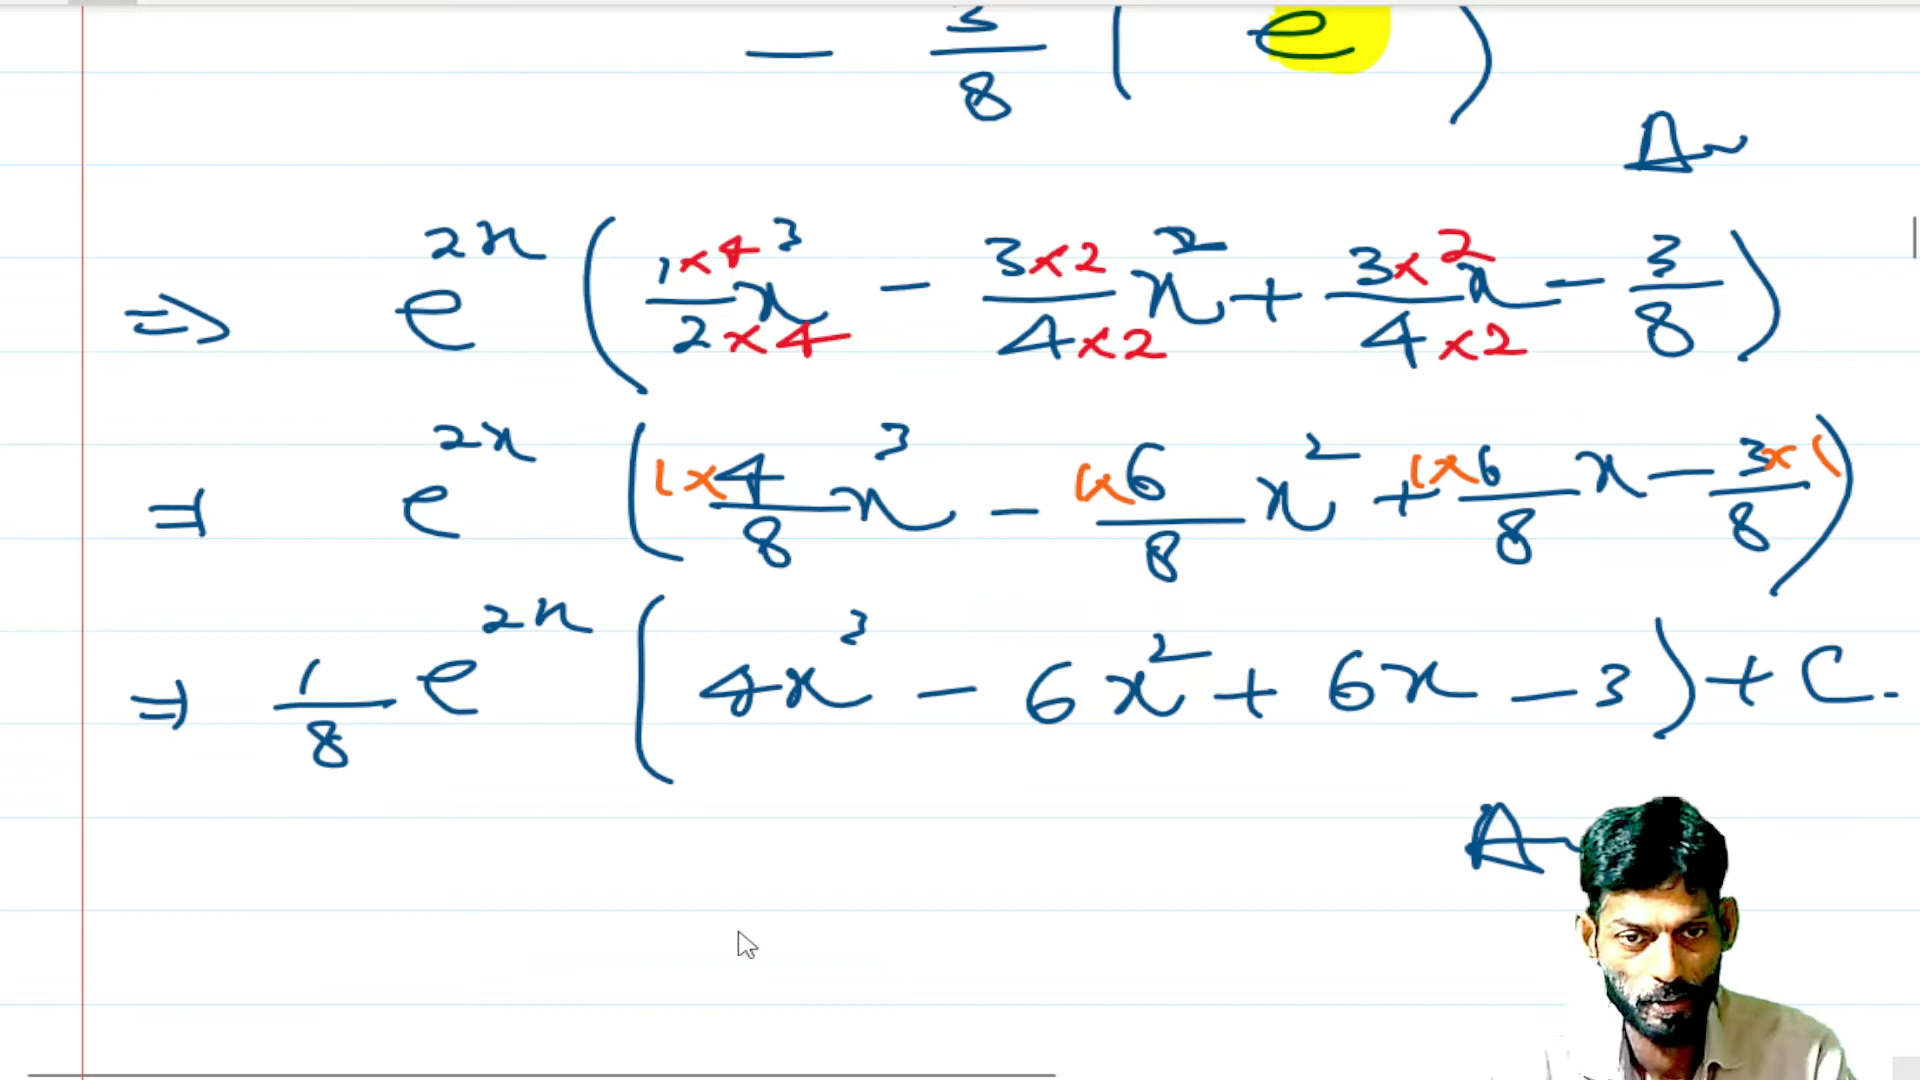 − 3/8 ( e )
An
⇒ e^2x ( 1×4/2×4 x^3 − 3×2/4×2 x^2 + 3×2/4×2 x − 3/8 )
⇒ e^2x ( 1×4/8 x^3 − 1×6/8 x^2 + 1×6/8 x − 3×1/8 )
⇒ 1/8 e^2x ( 4x^3 − 6x^2 + 6x − 3 ) + C.